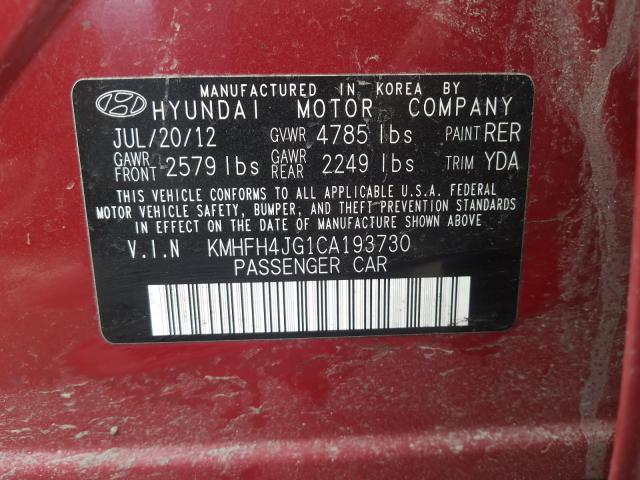 MANUFACTURED IN KOREA BY
HYUNDAI MOTOR COMPANY
JUL/20/12 GVWR 4785 lbs PAINT RER
GAWR FRONT 2579 lbs GAWR REAR 2249 lbs TRIM YDA
THIS VEHICLE CONFORMS TO ALL APPLICABLE U.S.A. FEDERAL
MOTOR VEHICLE SAFETY, BUMPER, AND THEFT PREVENTION STANDARDS
IN EFFECT ON THE DATE OF MANUFACTURE SHOWN ABOVE
V.I.N KMHFH4JG1CA193730
PASSENGER CAR